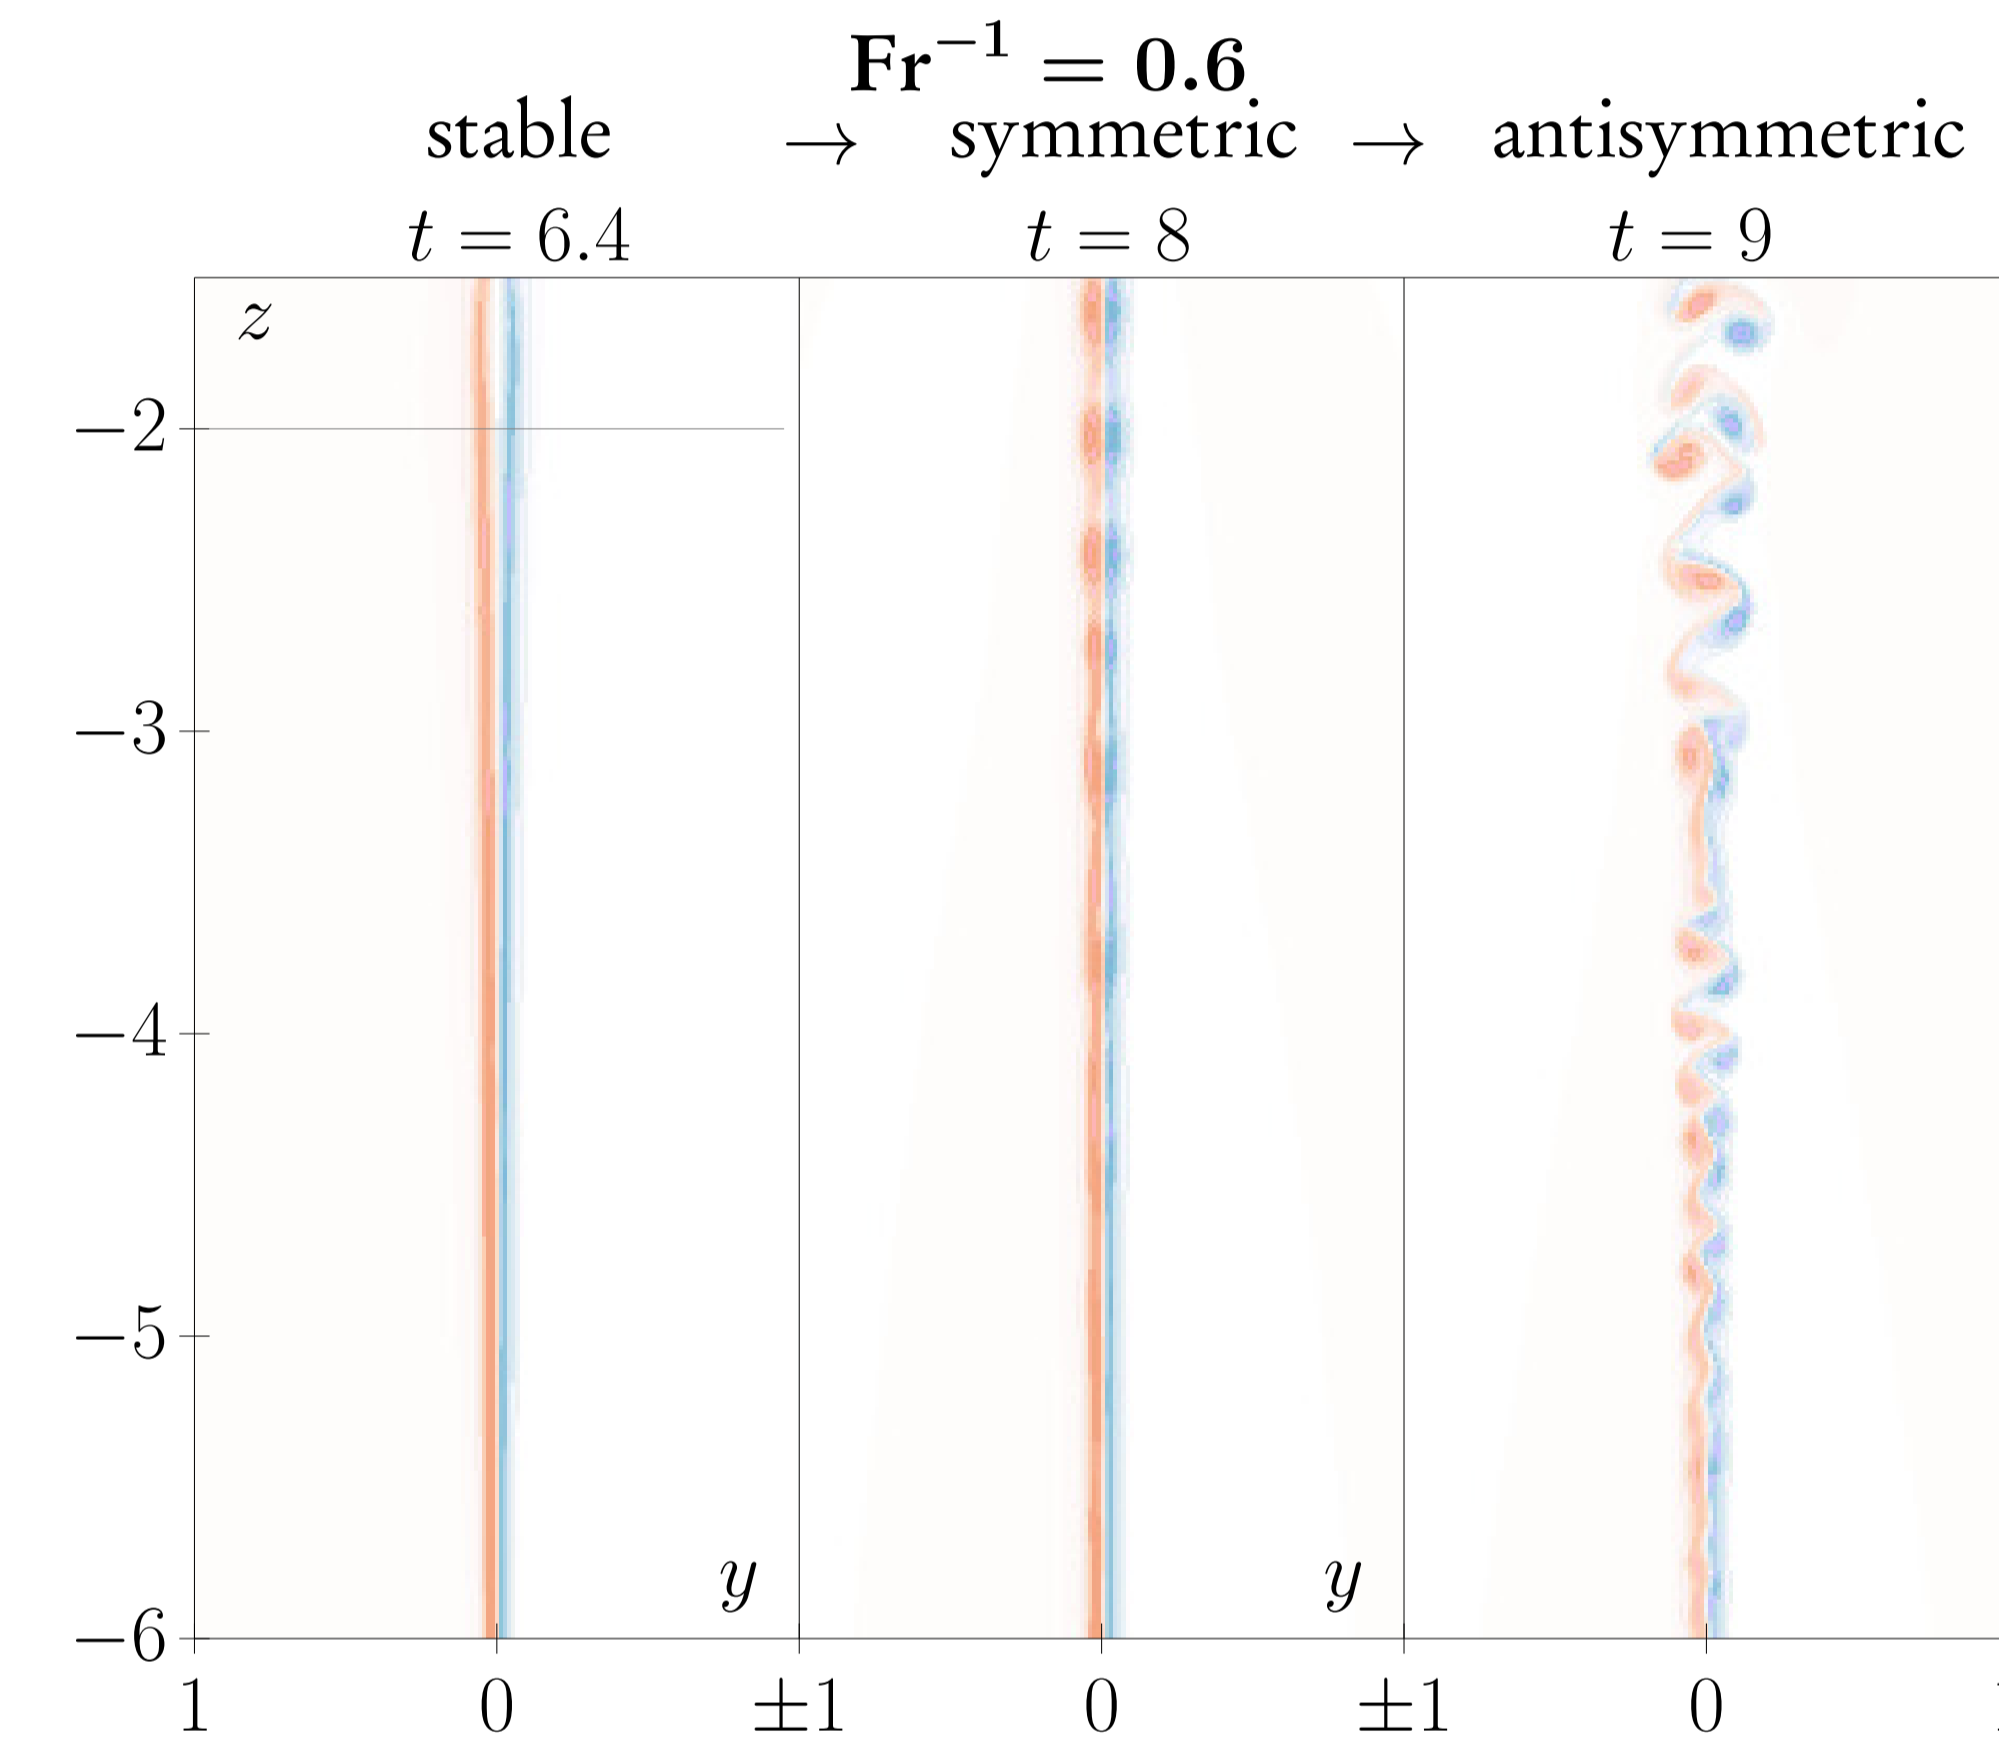 Fr⁻¹ = 0.6
stable → symmetric → antisymmetric
t = 6.4 t = 8 t = 9
z
−2
−3
−4
−5
y y
−6
1 0 ±1 0 ±1 0